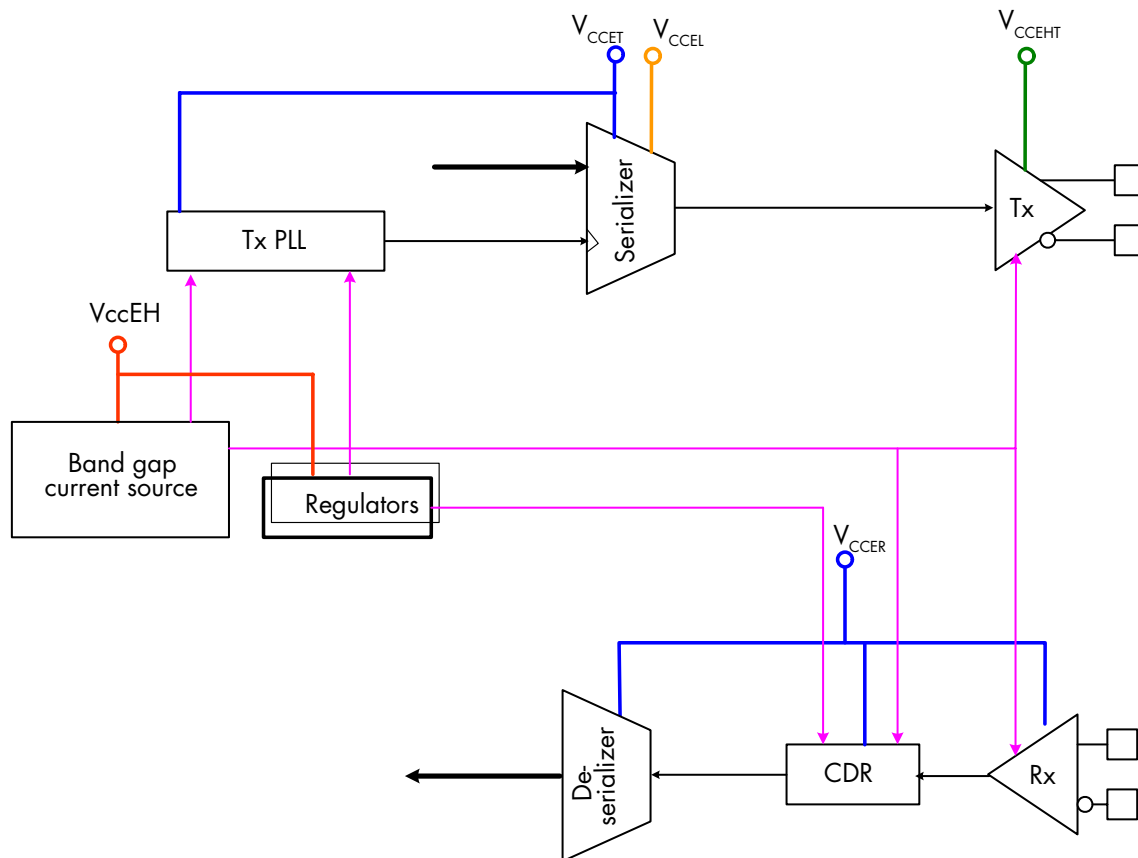 VCCET
VCCEL
VCCEHT
Serializer
Tx
Tx PLL
VccEH
Band gap
current source
Regulators
VCCER
De-
serializer
CDR
Rx